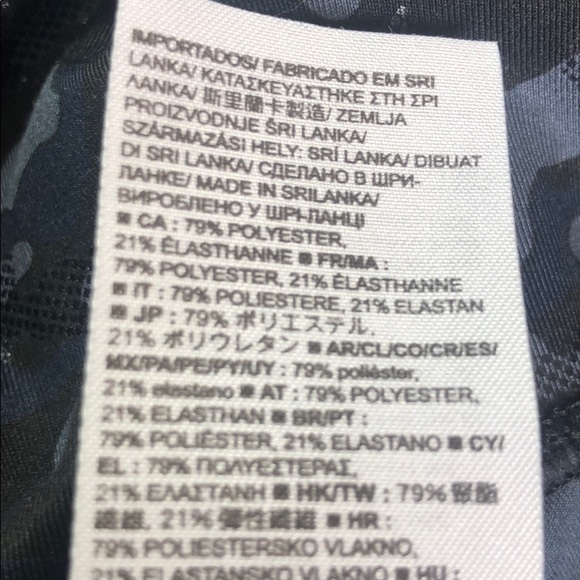 IMPORTADOS/ FABRICADO EM SRI
LANKA/ ΚΑΤΑΣΚΕΥΑΣΤΗΚΕ ΣΤΗ ΣΡΙ
ΛΑΝΚΑ/ 斯里蘭卡製造/ ZEMLJA
PROIZVODNJE ŠRI LANKA/
SZÁRMAZÁSI HELY: SRÍ LANKA/ DIBUAT
DI SRI LANKA/ СДЕЛАНО В ШРИ-
ЛАНКЕ/ MADE IN SRILANKA/
ВИРОБЛЕНО У ШРІ-ЛАНЦІ
■ CA : 79% POLYESTER,
21% ÉLASTHANNE ■ FR/MA :
79% POLYESTER, 21% ÉLASTHANNE
■ IT : 79% POLIESTERE, 21% ELASTAN
■ JP : 79% ポリエステル,
21% ポリウレタン ■ AR/CL/CO/CR/ES/
MX/PA/PE/PY/UY : 79% poliéster,
21% elastano ■ AT : 79% POLYESTER,
21% ELASTHAN ■ BR/PT :
79% POLIÉSTER, 21% ELASTANO ■ CY/
EL : 79% ΠΟΛΥΕΣΤΕΡΑΣ,
21% ΕΛΑΣΤΑΝΗ ■ HK/TW : 79% 聚酯
纖維, 21% 彈性纖維 ■ HR :
79% POLIESTERSKO VLAKNO,
21% ELASTANSKO VLAKNO ■ HU :